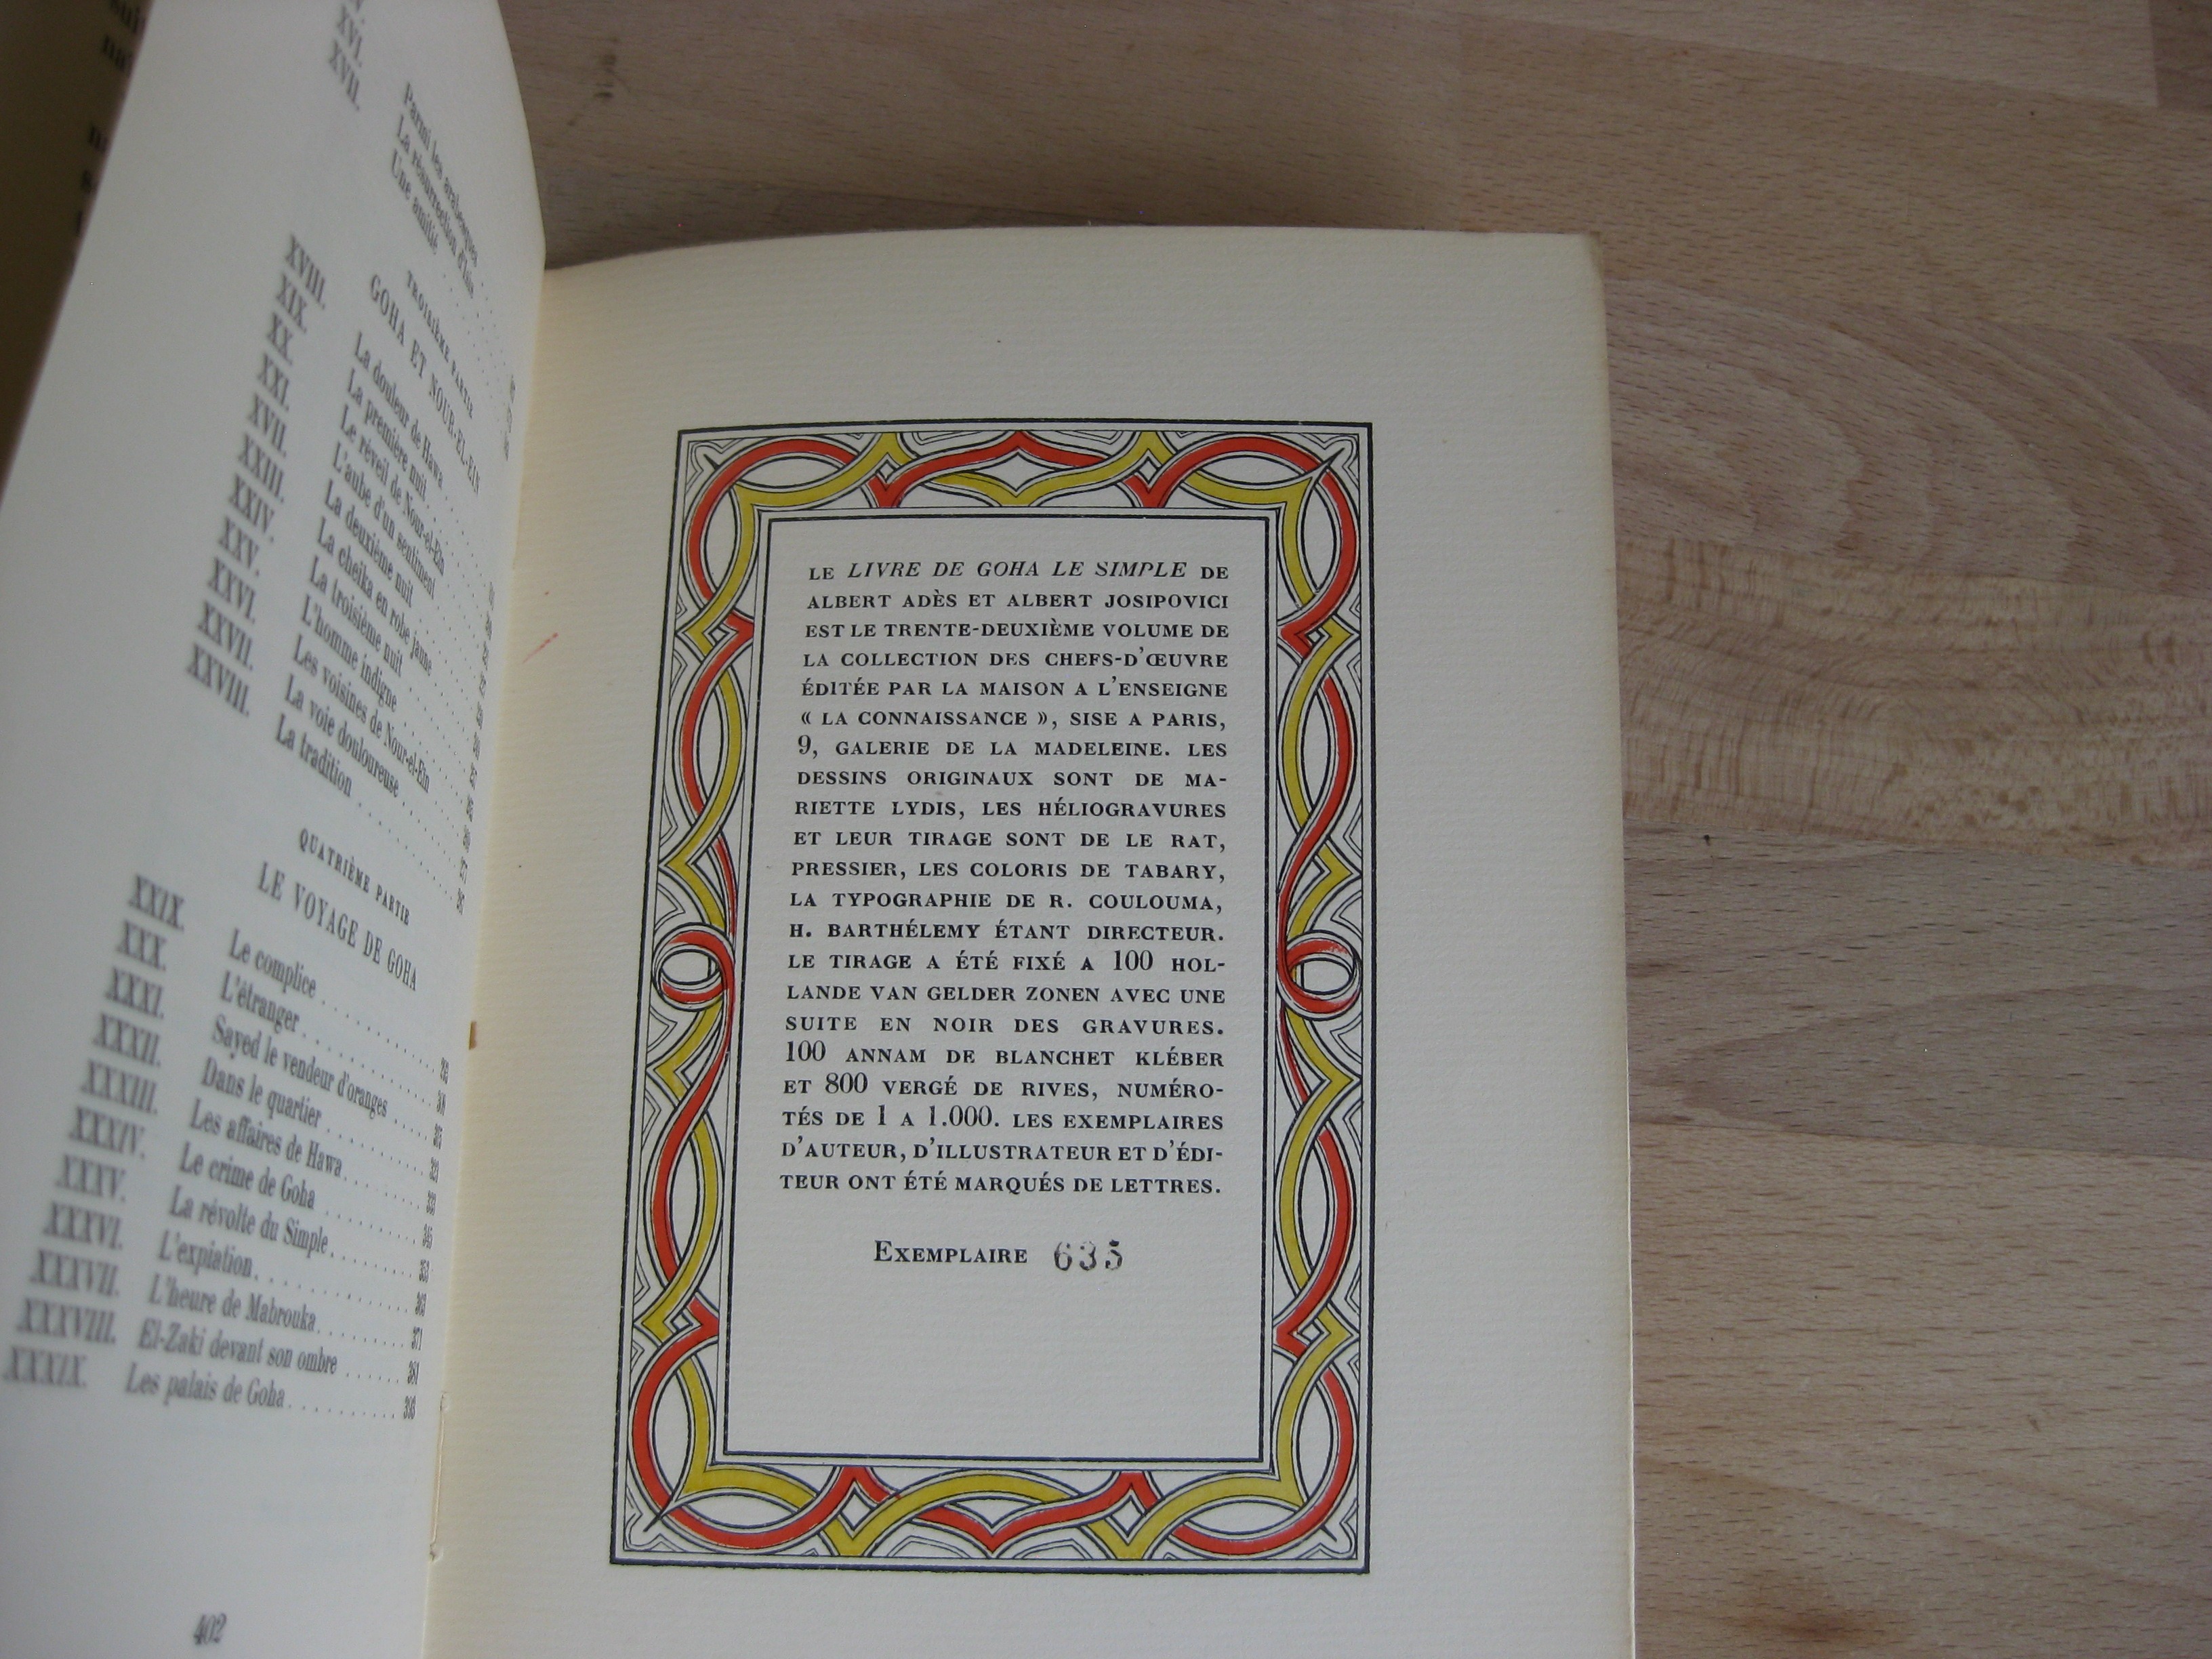 XVI.
XVII.
Parmi les arabesques
La résurrection d'Isis
Une amitié
TROISIÈME PARTIE
GOHA ET NOUR-EL-EIN
XVIII. La douleur de Hawa
XIX. La première nuit
XX. Le réveil de Nour-el-Ein
XXI. L'aube d'un sentiment
XVII. La deuxième nuit
XXIII. La cheika en robe jaune
XXIV. La troisième nuit
XXV. L'homme indigne
XXVI. Les voisines de Nour-el-Ein
XXVII. La voie douloureuse
XXVIII. La tradition
QUATRIÈME PARTIE
LE VOYAGE DE GOHA
XXIX. Le complice
XXX. L'étranger
XXXI. Sayed le vendeur d'oranges
XXXII. Dans le quartier
XXXIII. Les affaires de Hawa
XXXIV. Le crime de Goha
XXXV. La révolte du Simple
XXXVI. L'expiation
XXXVII. L'heure de Mabrouka 371
XXXVIII. El-Zaki devant son ombre 381
XXXIX. Les palais de Goha
402
LE LIVRE DE GOHA LE SIMPLE DE
ALBERT ADÈS ET ALBERT JOSIPOVICI
EST LE TRENTE-DEUXIÈME VOLUME DE
LA COLLECTION DES CHEFS-D'ŒUVRE
ÉDITÉE PAR LA MAISON A L'ENSEIGNE
« LA CONNAISSANCE », SISE A PARIS,
9, GALERIE DE LA MADELEINE. LES
DESSINS ORIGINAUX SONT DE MA-
RIETTE LYDIS, LES HÉLIOGRAVURES
ET LEUR TIRAGE SONT DE LE RAT,
PRESSIER, LES COLORIS DE TABARY,
LA TYPOGRAPHIE DE R. COULOUMA,
H. BARTHÉLEMY ÉTANT DIRECTEUR.
LE TIRAGE A ÉTÉ FIXÉ A 100 HOL-
LANDE VAN GELDER ZONEN AVEC UNE
SUITE EN NOIR DES GRAVURES.
100 ANNAM DE BLANCHET KLÉBER
ET 800 VERGÉ DE RIVES, NUMÉRO-
TÉS DE 1 A 1.000. LES EXEMPLAIRES
D'AUTEUR, D'ILLUSTRATEUR ET D'ÉDI-
TEUR ONT ÉTÉ MARQUÉS DE LETTRES.
EXEMPLAIRE 635